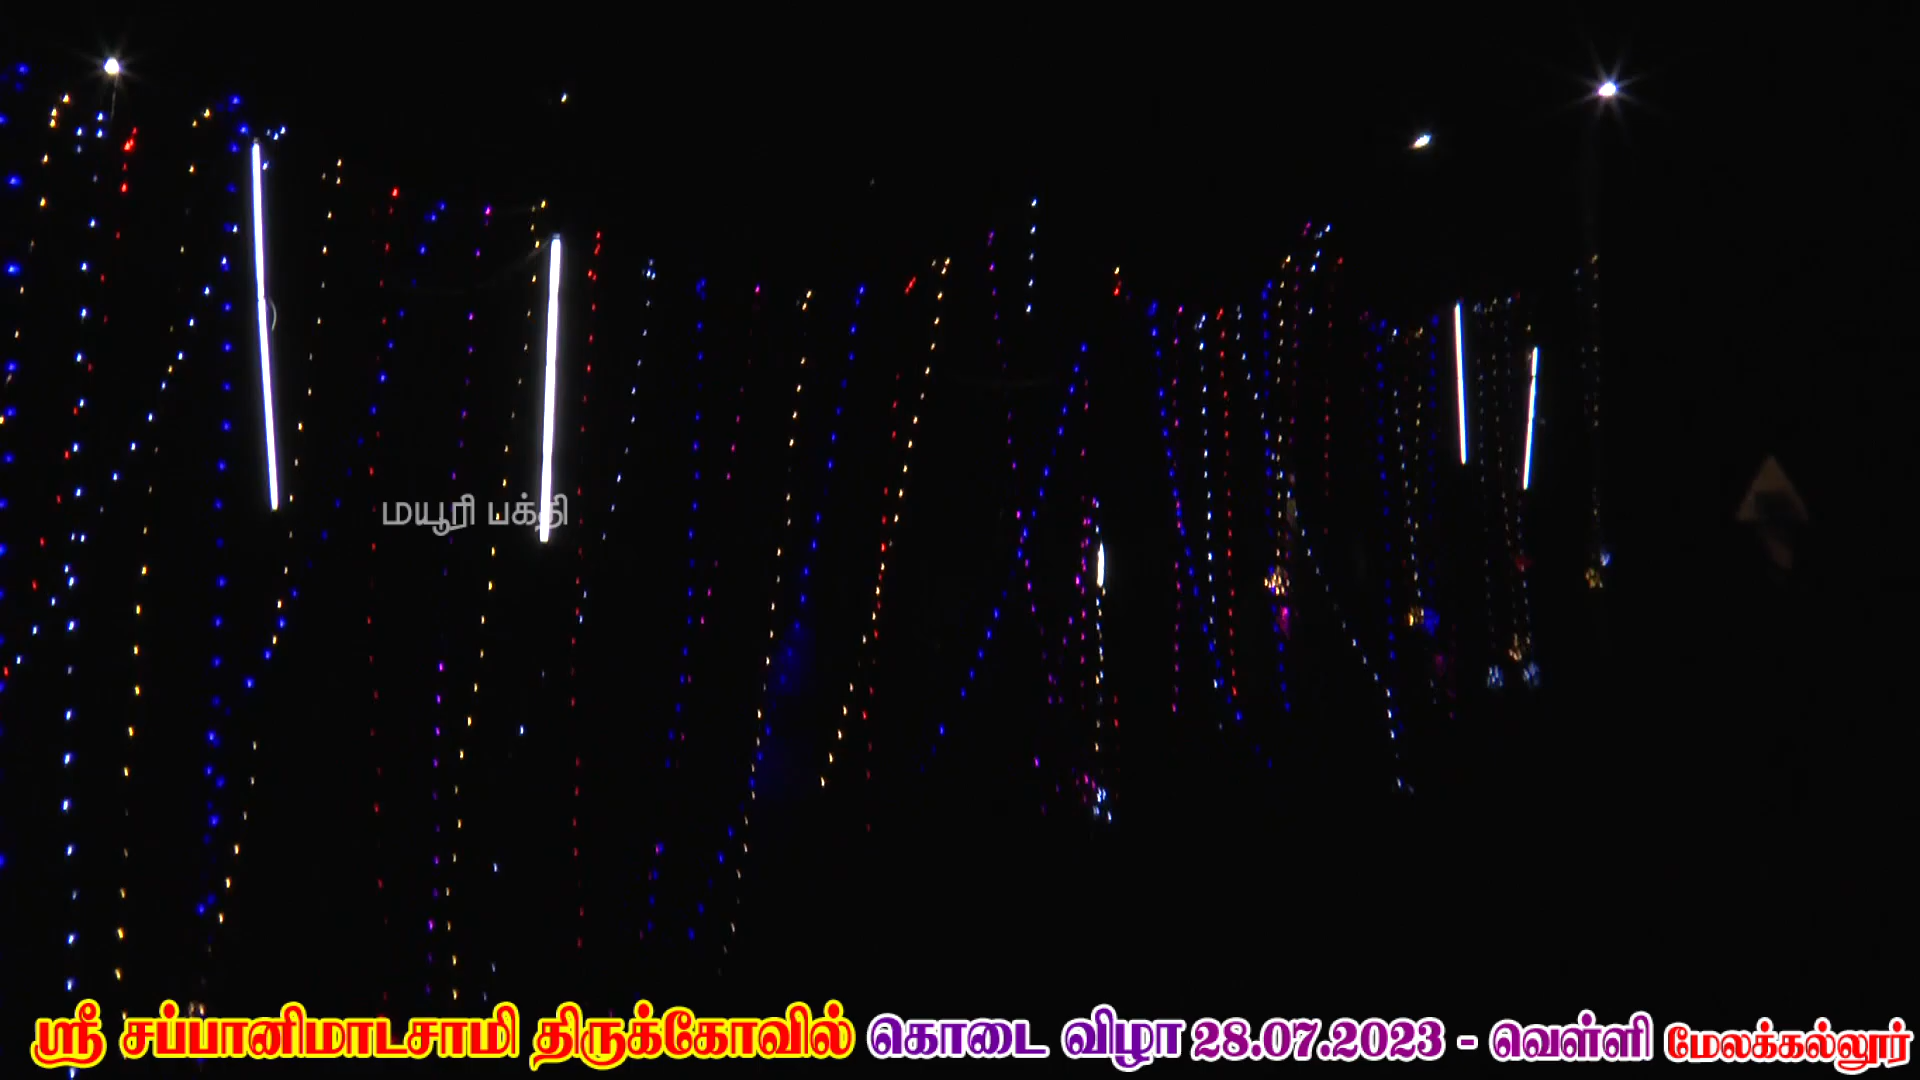 மயூரி பக்தி
ஸ்ரீ சப்பானிமாடசாமி திருக்கோவில் கொடை விழா 28.07.2023 - வெள்ளி மேலக்கல்லூர்